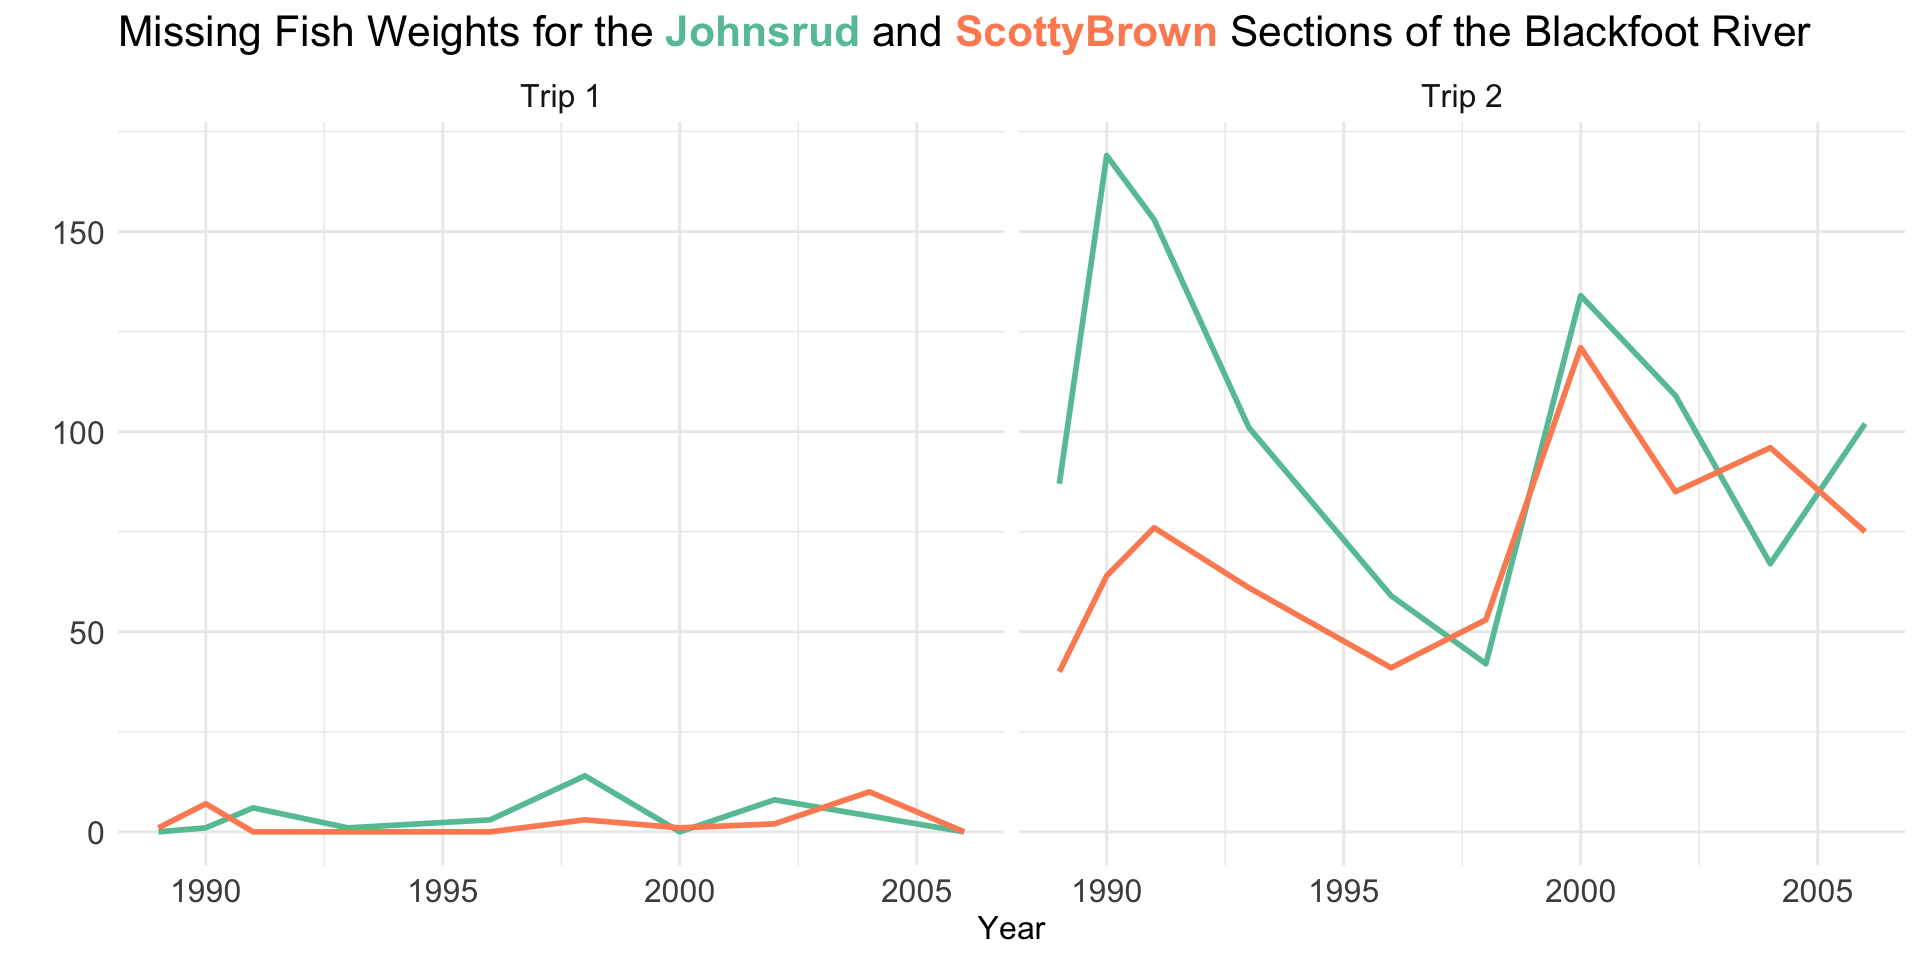 Missing Fish Weights for the Johnsrud and ScottyBrown Sections of the Blackfoot River
Trip 1
Trip 2
150
100
50
0
1990 1995 2000 2005
1990 1995 2000 2005
Year